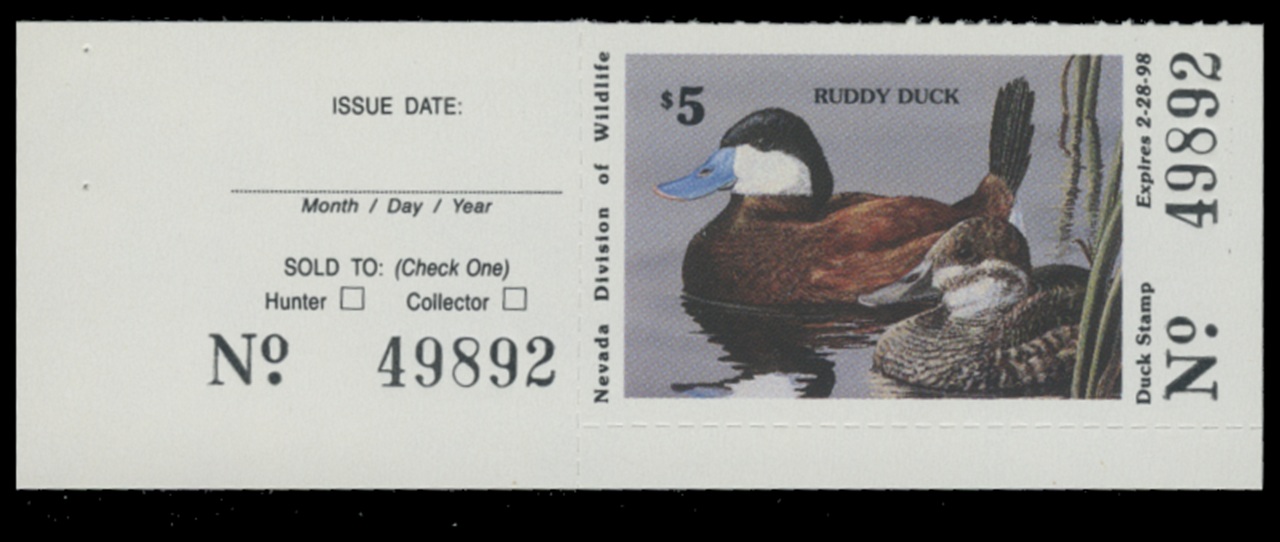 ISSUE DATE:
Month / Day / Year
SOLD TO: (Check One)
Hunter Collector
Nº 49892
Nevada Division of Wildlife
$5
RUDDY DUCK
Duck Stamp Expires 2-28-98
Nº 49892